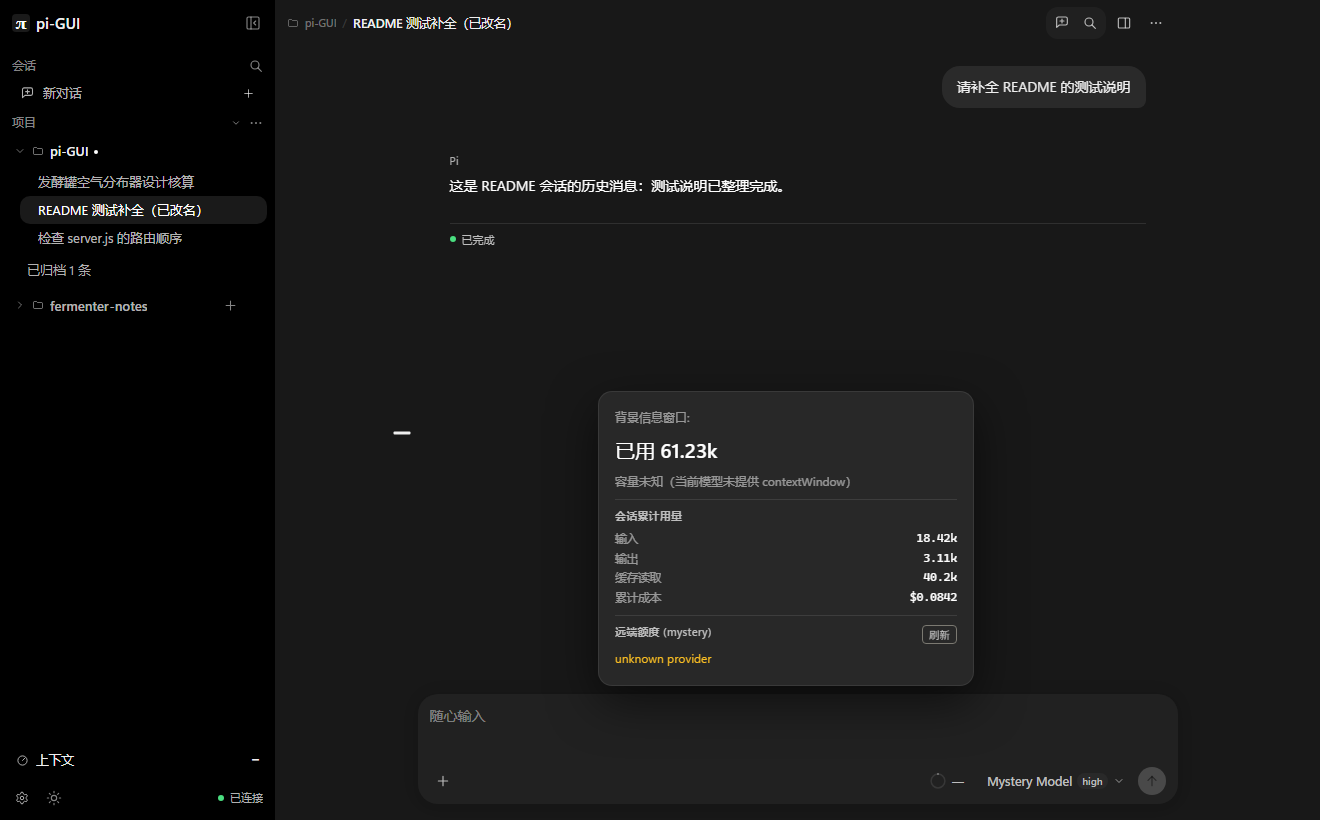 π pi-GUI
会话
新对话
项目
pi-GUI
发酵罐空气分布器设计核算
README 测试补全（已改名）
检查 server.js 的路由顺序
已归档 1 条
fermenter-notes
上下文
已连接
pi-GUI / README 测试补全（已改名）
请补全 README 的测试说明
Pi
这是 README 会话的历史消息：测试说明已整理完成。
已完成
背景信息窗口:
已用 61.23k
容量未知（当前模型未提供 contextWindow）
会话累计用量
输入 18.42k
输出 3.11k
缓存读取 40.2k
累计成本 $0.0842
远端额度 (mystery) 刷新
unknown provider
随心输入
— Mystery Model high